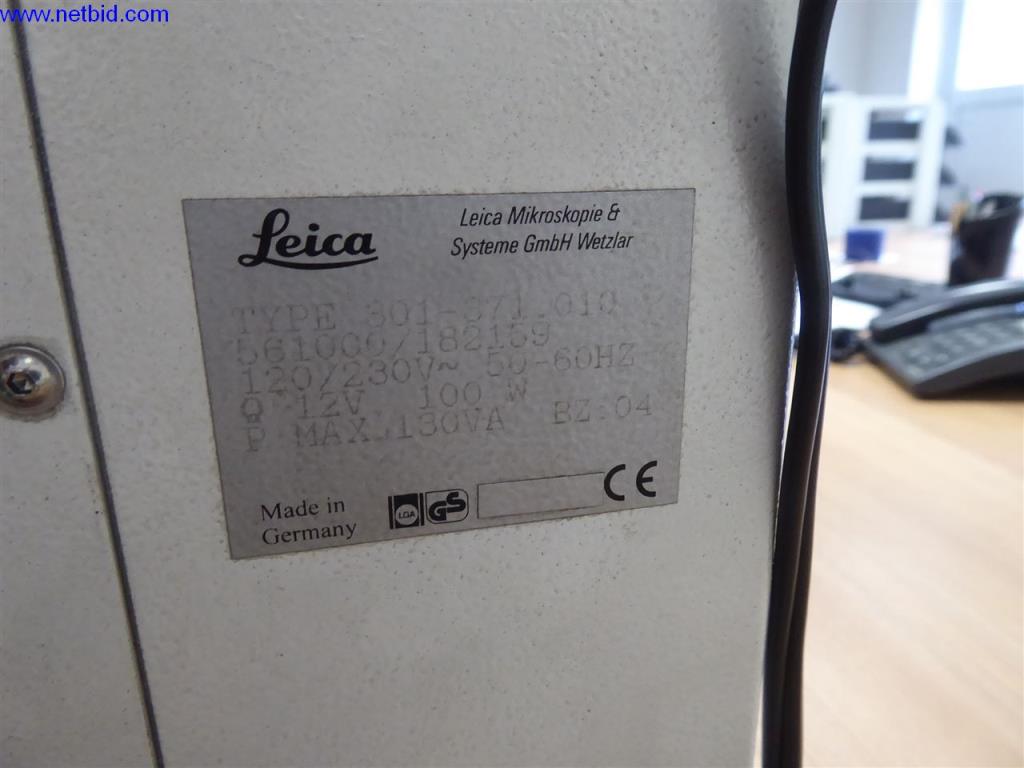 www.netbid.com
Leica
Leica Mikroskopie &
Systeme GmbH Wetzlar
TYPE 301-371.010
561000/182159
120/230V~ 50-60HZ
12V 100 W
P MAX.130VA BZ:04
Made in
Germany
LGA
GS
CE